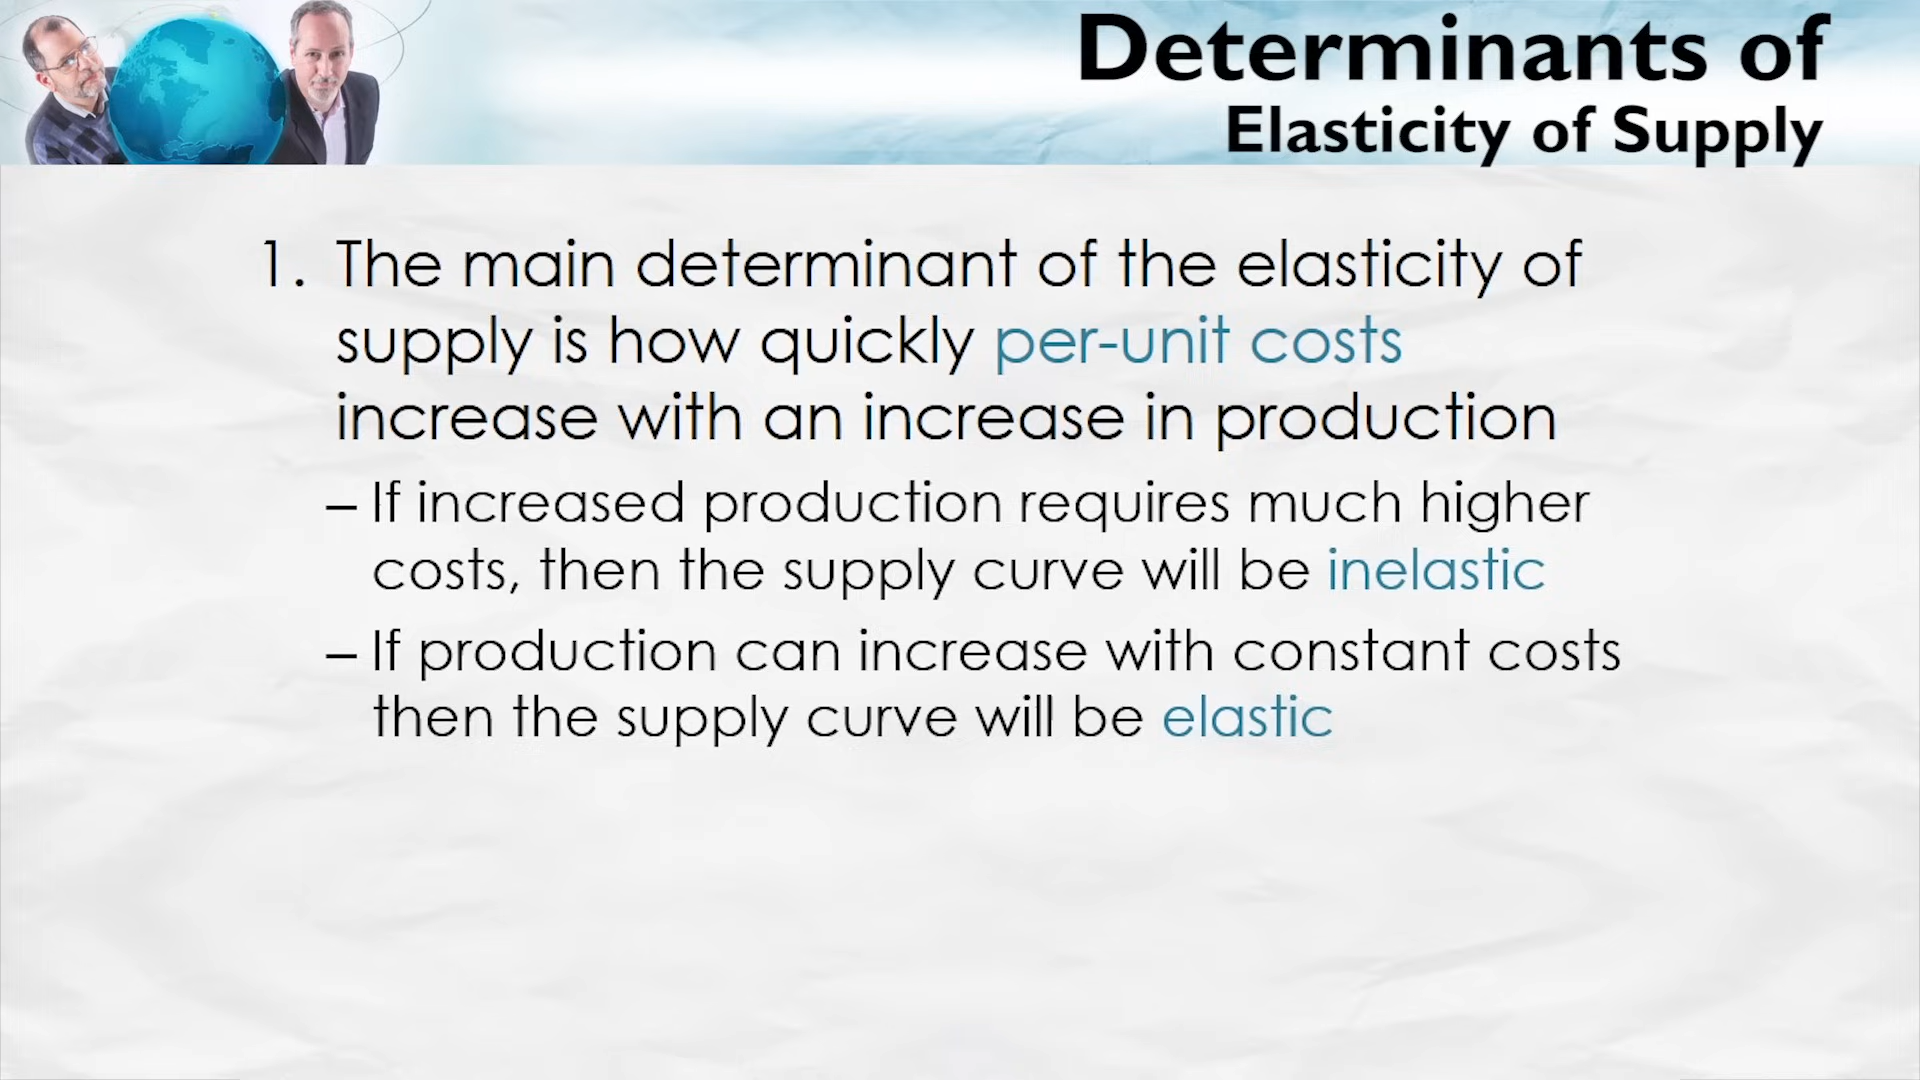 Determinants of
Elasticity of Supply
1. The main determinant of the elasticity of
supply is how quickly per-unit costs
increase with an increase in production
– If increased production requires much higher
costs, then the supply curve will be inelastic
– If production can increase with constant costs
then the supply curve will be elastic